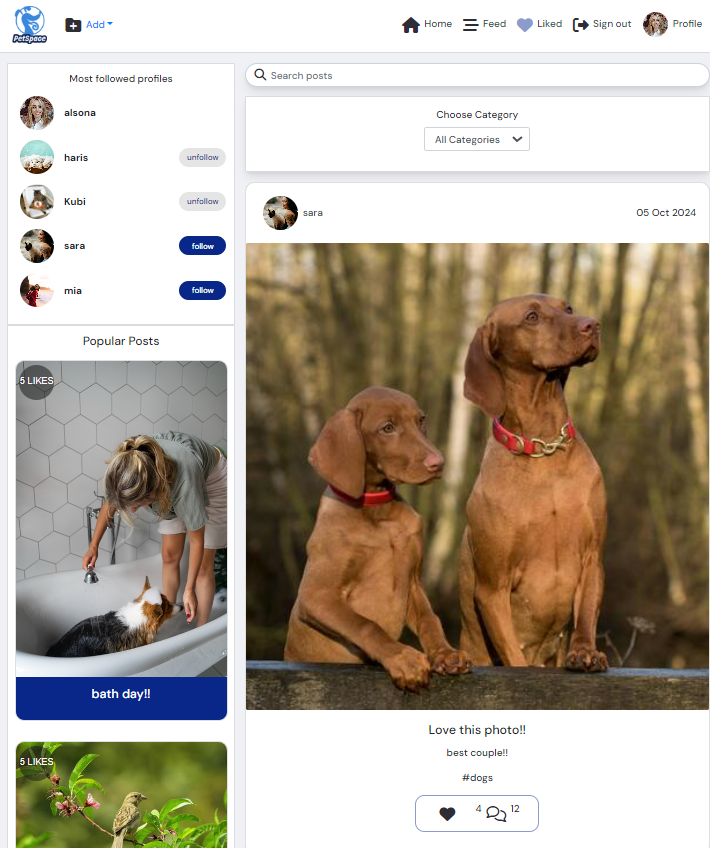 PetSpace
Add
Home
Feed
Liked
Sign out
Profile
Most followed profiles
alsona
haris
unfollow
Kubi
unfollow
sara
follow
mia
follow
Popular Posts
5 LIKES
bath day!!
5 LIKES
Search posts
Choose Category
All Categories
sara
05 Oct 2024
Love this photo!!
best couple!!
#dogs
4
12